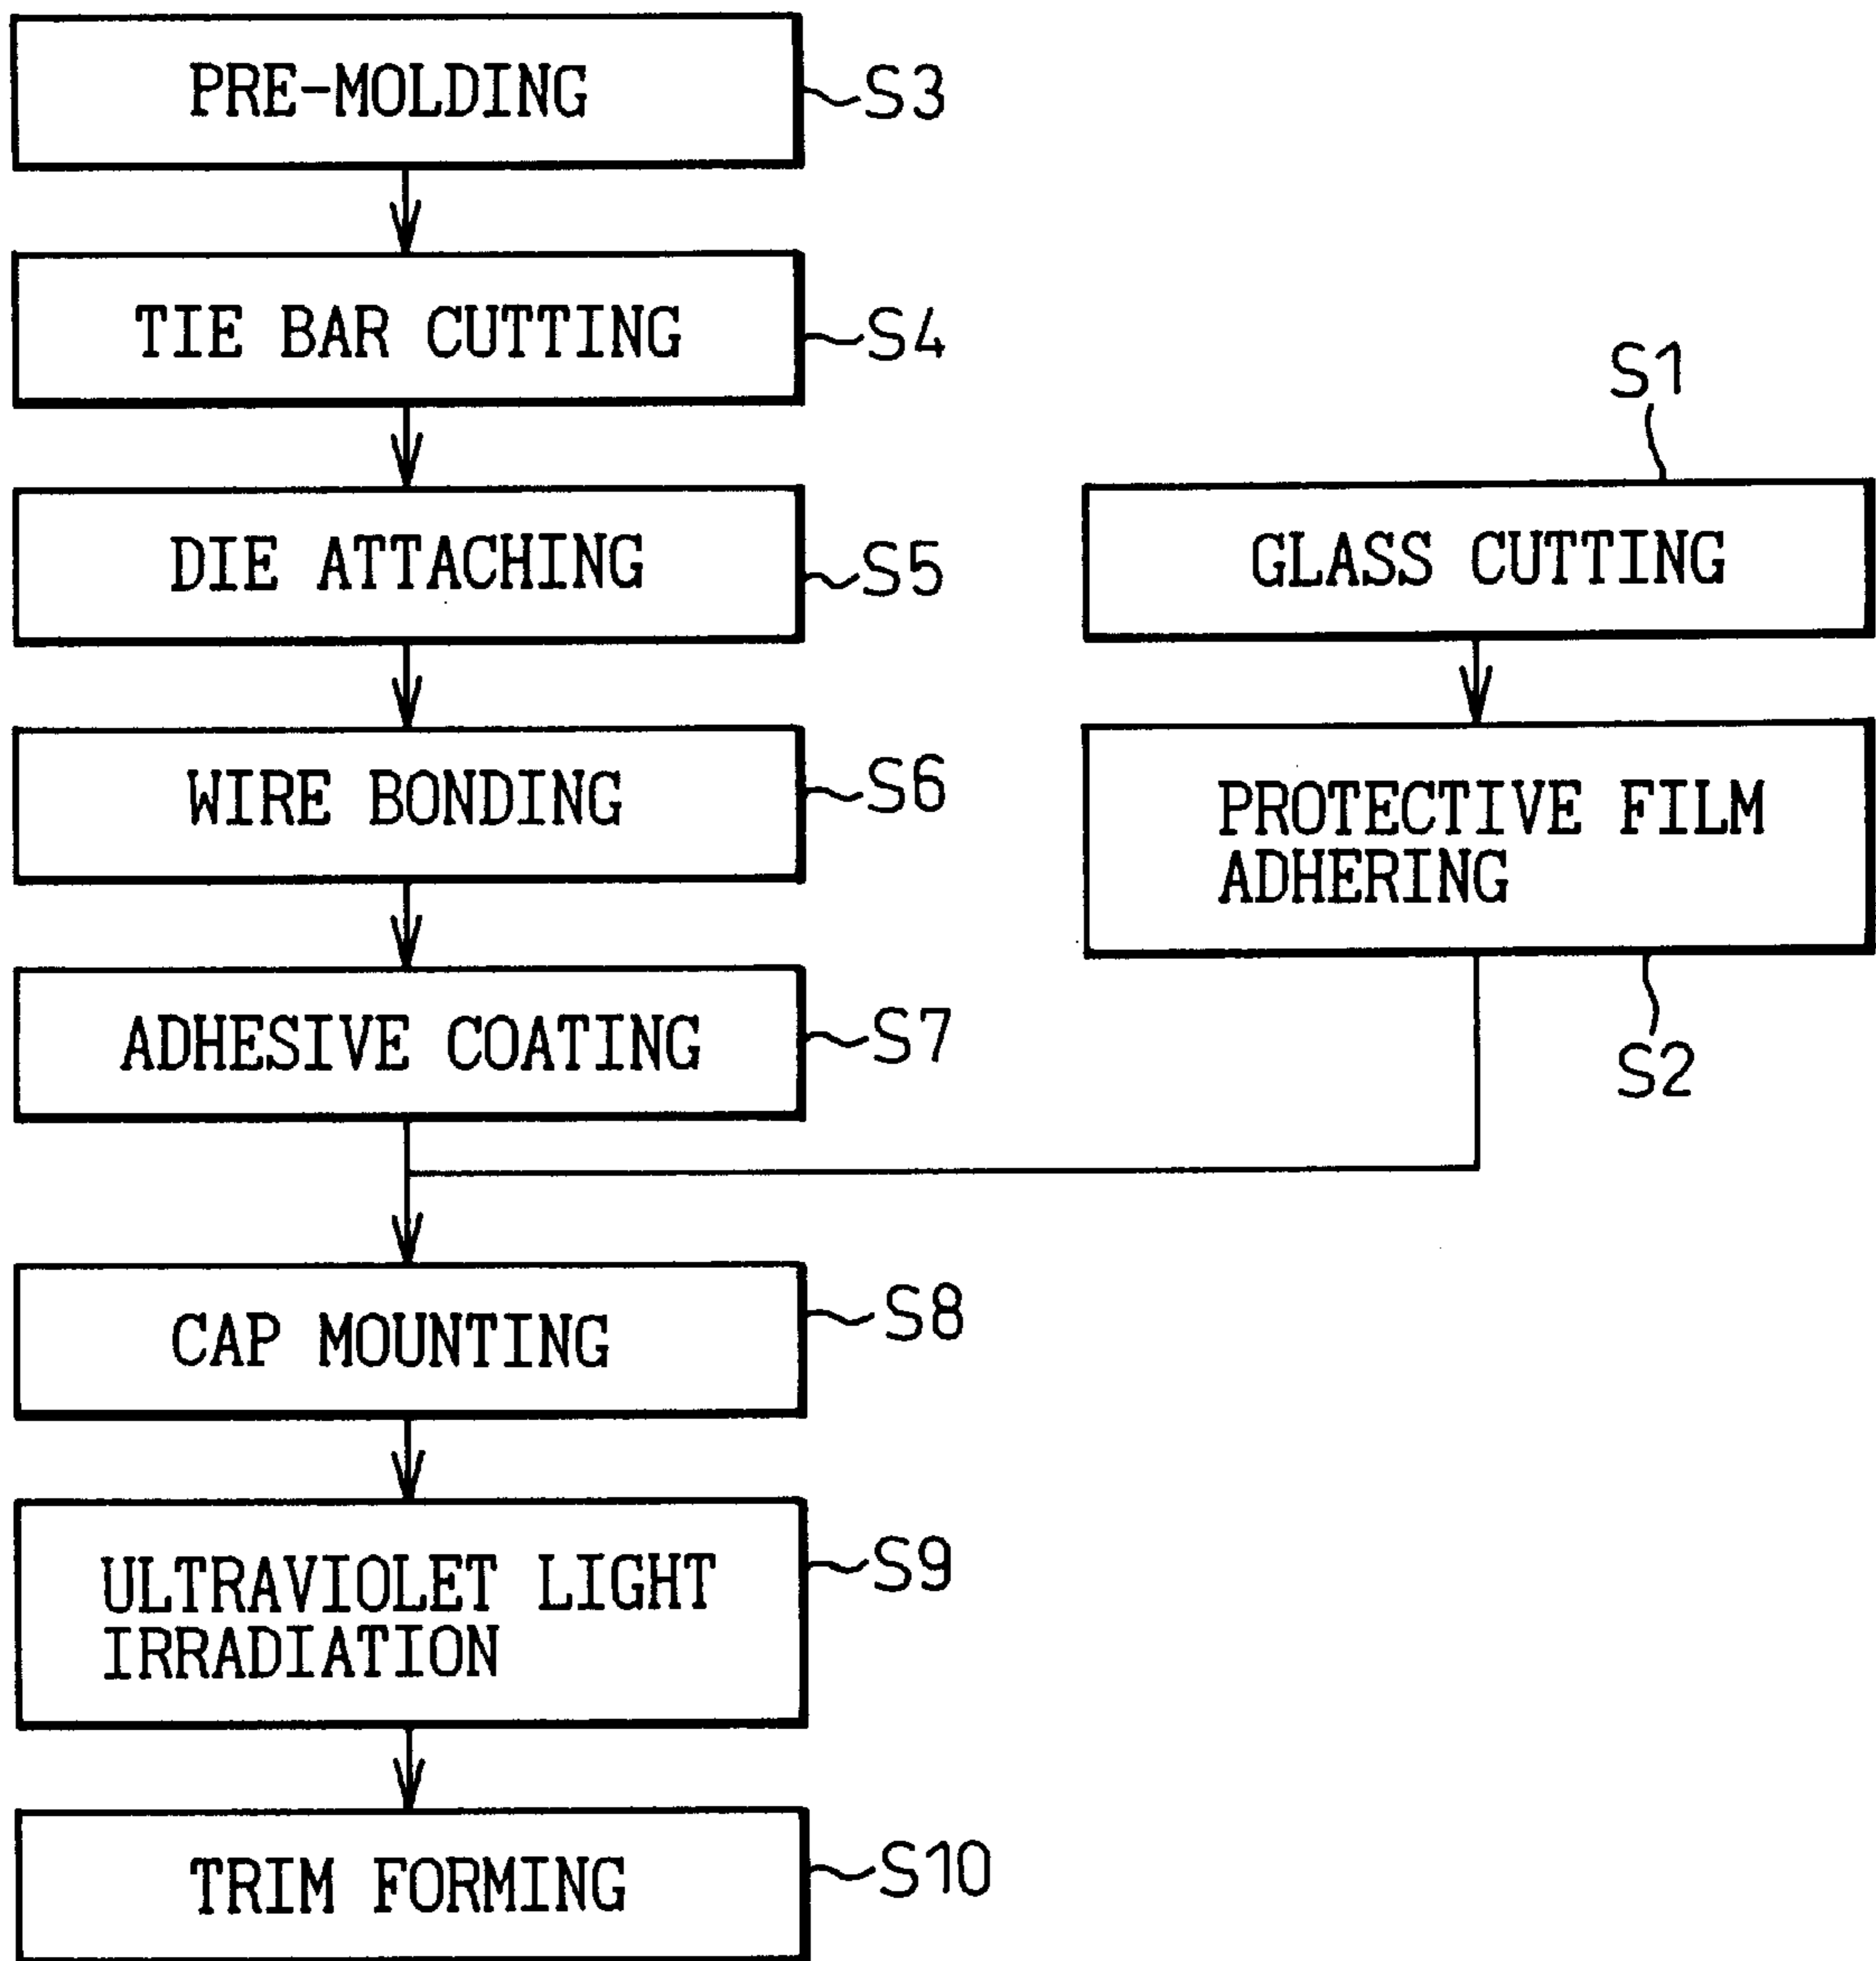 PRE-MOLDING
S3
TIE BAR CUTTING
S4
S1
DIE ATTACHING
S5
GLASS CUTTING
WIRE BONDING
S6
PROTECTIVE FILM
ADHERING
ADHESIVE COATING
S7
S2
CAP MOUNTING
S8
ULTRAVIOLET LIGHT
IRRADIATION
S9
TRIM FORMING
S10